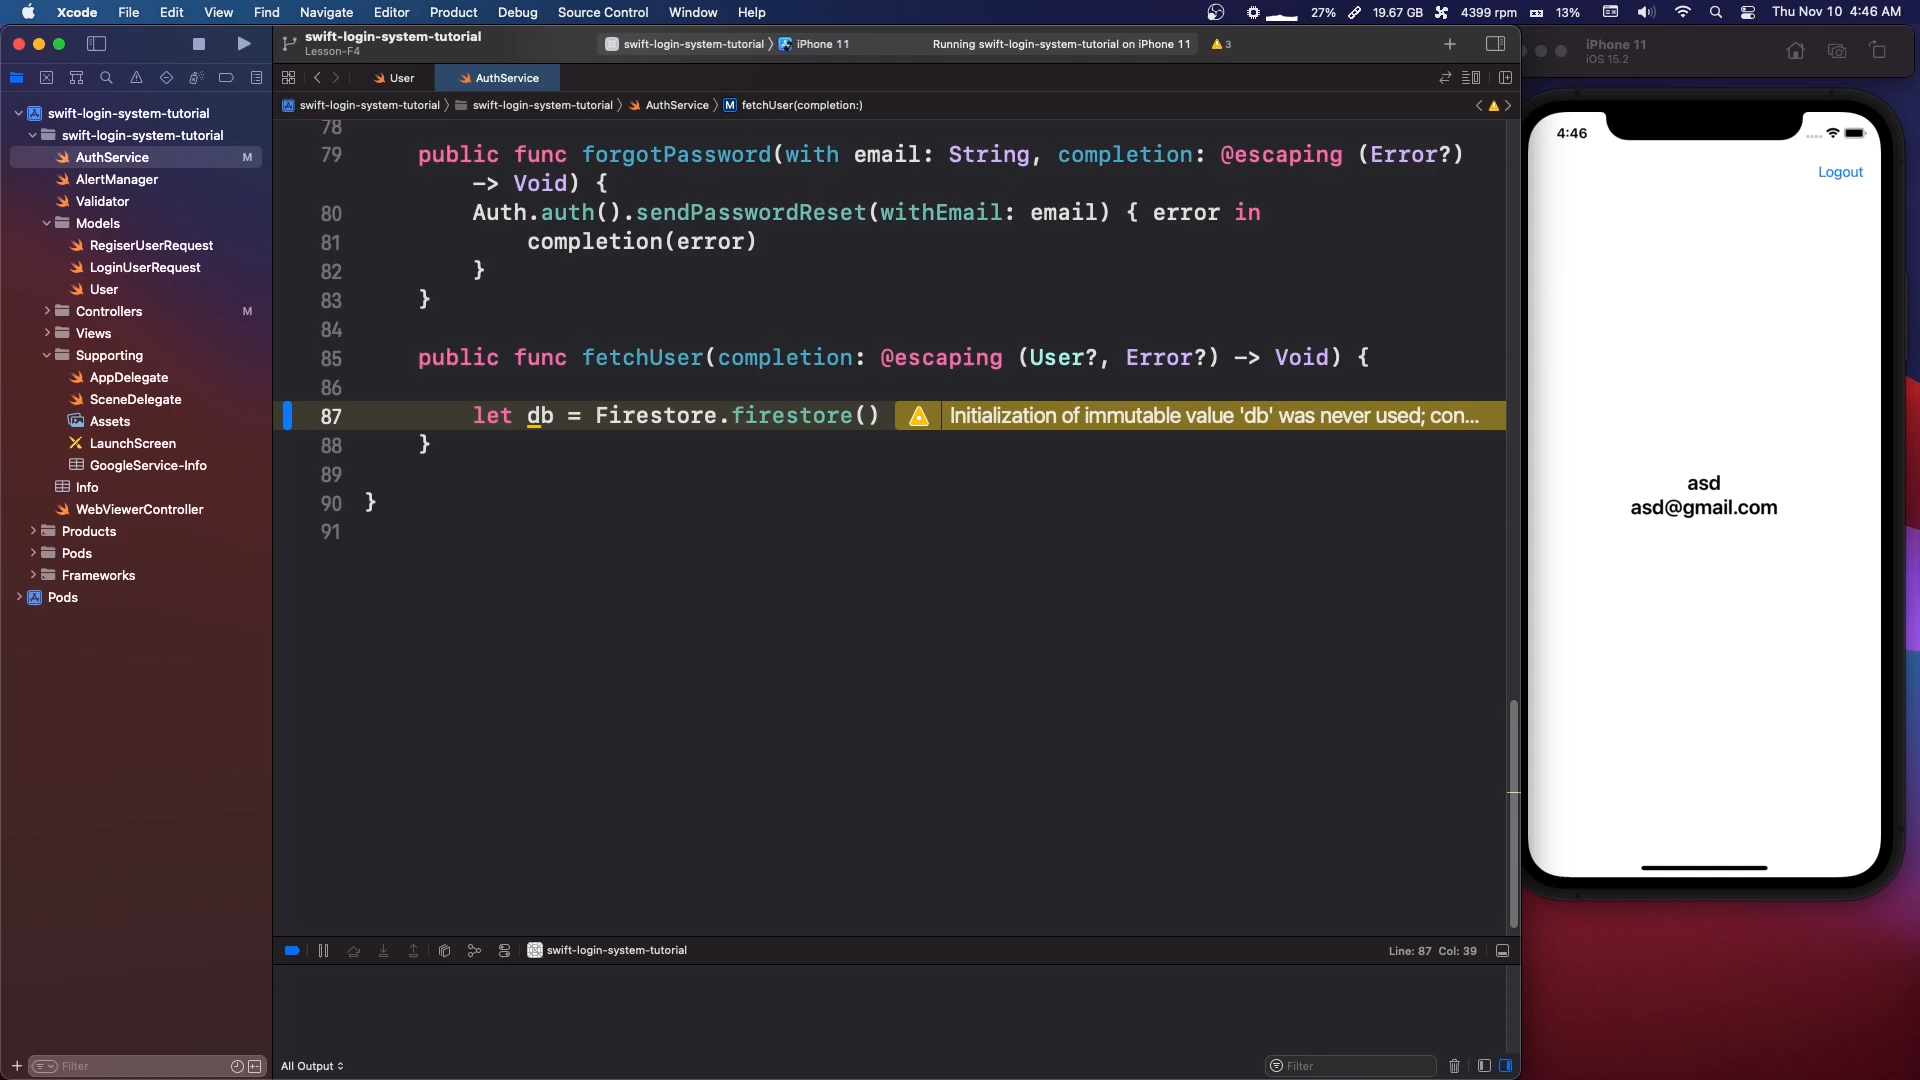 Xcode File Edit View Find Navigate Editor Product Debug Source Control Window Help 27% 19.67 GB 4399 rpm 13% Thu Nov 10 4:46 AM
swift-login-system-tutorial
Lesson-F4
swift-login-system-tutorial iPhone 11 Running swift-login-system-tutorial on iPhone 11 3
User AuthService
swift-login-system-tutorial swift-login-system-tutorial AuthService M fetchUser(completion:)
swift-login-system-tutorial
swift-login-system-tutorial
AuthService M
AlertManager
Validator
Models
RegiserUserRequest
LoginUserRequest
User
Controllers M
Views
Supporting
AppDelegate
SceneDelegate
Assets
LaunchScreen
GoogleService-Info
Info
WebViewerController
Products
Pods
Frameworks
Pods
Filter
78
79 public func forgotPassword(with email: String, completion: @escaping (Error?)
-> Void) {
80 Auth.auth().sendPasswordReset(withEmail: email) { error in
81 completion(error)
82 }
83 }
84
85 public func fetchUser(completion: @escaping (User?, Error?) -> Void) {
86
87 let db = Firestore.firestore() Initialization of immutable value 'db' was never used; con...
88 }
89
90 }
91
swift-login-system-tutorial Line: 87 Col: 39
All Output Filter
iPhone 11
iOS 15.2
4:46
Logout
asd
asd@gmail.com